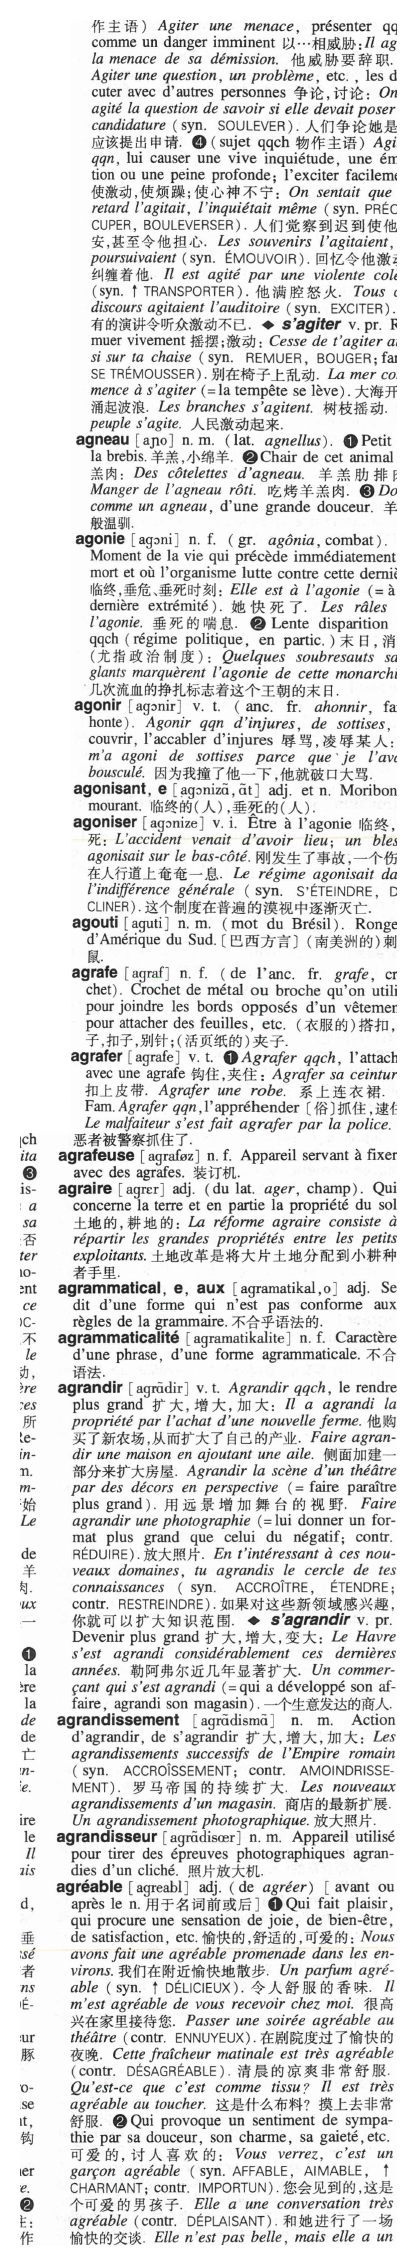 作主语) Agiter une menace, présenter qq
comme un danger imminent 以…相威胁: Il ag
la menace de sa démission. 他威胁要辞职.
Agiter une question, un problème, etc., les d
cuter avec d'autres personnes 争论,讨论: On
agité la question de savoir si elle devait poser
candidature (syn. SOULEVER). 人们争论她是
应该提出申请. ❹ (sujet qqch 物作主语) Agi
qqn, lui causer une vive inquiétude, une ém
tion ou une peine profonde; l'exciter facileme
使激动,使烦躁;使心神不宁: On sentait que
retard l'agitait, l'inquiétait même (syn. PRÉC
CUPER, BOULEVERSER). 人们觉察到迟到使他
安,甚至令他担心. Les souvenirs l'agitaient,
poursuivaient (syn. ÉMOUVOIR). 回忆令他激动
纠缠着他. Il est agité par une violente colè
(syn. ↑ TRANSPORTER). 他满腔怒火. Tous c
discours agitaient l'auditoire (syn. EXCITER).
有的演讲令听众激动不已. ◆ s'agiter v. pr. R
muer vivement 摇摆;激动: Cesse de t'agiter a
si sur ta chaise (syn. REMUER, BOUGER; fam
SE TRÉMOUSSER). 别在椅子上乱动. La mer co
mence à s'agiter (= la tempête se lève). 大海开
涌起波浪. Les branches s'agitent. 树枝摇动.
peuple s'agite. 人民激动起来.
agneau [aɲo] n. m. (lat. agnellus). ❶ Petit
la brebis. 羊羔,小绵羊. ❷ Chair de cet animal
羔肉: Des côtelettes d'agneau. 羊羔肋排
Manger de l'agneau rôti. 吃烤羊羔肉. ❸ Do
comme un agneau, d'une grande douceur. 羊
般温驯.
agonie [agɔni] n. f. (gr. agônia, combat).
Moment de la vie qui précède immédiatement
mort et où l'organisme lutte contre cette derniè
临终,垂危,垂死时刻: Elle est à l'agonie (= à
dernière extrémité). 她快死了. Les râles
l'agonie. 垂死的喘息. ❷ Lente disparition
qqch (régime politique, en partic.) 末日,消
(尤指政治制度): Quelques soubresauts sa
glants marquèrent l'agonie de cette monarchi
几次流血的挣扎标志着这个王朝的末日.
agonir [agɔnir] v. t. (anc. fr. ahonnir, fai
honte). Agonir qqn d'injures, de sottises,
couvrir, l'accabler d'injures 辱骂,凌辱某人:
m'a agoni de sottises parce que je l'ava
bousculé. 因为我撞了他一下,他就破口大骂.
agonisant, e [agɔnizɑ̃,ɑ̃t] adj. et n. Moribon
mourant. 临终的(人),垂死的(人).
agoniser [agɔnize] v. i. Être à l'agonie 临终,
死: L'accident venait d'avoir lieu; un bles
agonisait sur le bas-côté. 刚发生了事故,一个伤
在人行道上奄奄一息. Le régime agonisait da
l'indifférence générale (syn. S'ÉTEINDRE, D
CLINER). 这个制度在普遍的漠视中逐渐灭亡.
agouti [aguti] n. m. (mot du Brésil). Ronge
d'Amérique du Sud. [巴西方言] (南美洲的)刺
鼠.
agrafe [agraf] n. f. (de l'anc. fr. grafe, cr
chet). Crochet de métal ou broche qu'on utili
pour joindre les bords opposés d'un vêtemer
pour attacher des feuilles, etc. (衣服的)搭扣,
子,扣子,别针;(活页纸的)夹子.
agrafer [agrafe] v. t. ❶ Agrafer qqch, l'attach
avec une agrafe 钩住,夹住: Agrafer sa ceintur
扣上皮带. Agrafer une robe. 系上连衣裙.
Fam. Agrafer qqn, l'appréhender [俗]抓住,逮住
Le malfaiteur s'est fait agrafer par la police.
恶者被警察抓住了.
agrafeuse [agraføz] n. f. Appareil servant à fixer
avec des agrafes. 装订机.
agraire [agrɛr] adj. (du lat. ager, champ). Qui
concerne la terre et en partie la propriété du sol
土地的,耕地的: La réforme agraire consiste à
répartir les grandes propriétés entre les petits
exploitants. 土地改革是将大片土地分配到小耕种
者手里.
agrammatical, e, aux [agramatikal,o] adj. Se
dit d'une forme qui n'est pas conforme aux
règles de la grammaire. 不合乎语法的.
agrammaticalité [agramatikalite] n. f. Caractère
d'une phrase, d'une forme agrammaticale. 不合
语法.
agrandir [agrɑ̃dir] v. t. Agrandir qqch, le rendre
plus grand 扩大,增大,加大: Il a agrandi la
propriété par l'achat d'une nouvelle ferme. 他购
买了新农场,从而扩大了自己的产业. Faire agran-
dir une maison en ajoutant une aile. 侧面加建一
部分来扩大房屋. Agrandir la scène d'un théâtre
par des décors en perspective (= faire paraître
plus grand). 用远景增加舞台的视野. Faire
agrandir une photographie (= lui donner un for-
mat plus grand que celui du négatif; contr.
RÉDUIRE). 放大照片. En t'intéressant à ces nou-
veaux domaines, tu agrandis le cercle de tes
connaissances (syn. ACCROÎTRE, ÉTENDRE;
contr. RESTREINDRE). 如果对这些新领域感兴趣,
你就可以扩大知识范围. ◆ s'agrandir v. pr.
Devenir plus grand 扩大,增大,变大: Le Havre
s'est agrandi considérablement ces dernières
années. 勒阿弗尔近几年显著扩大. Un commer-
çant qui s'est agrandi (= qui a développé son af-
faire, agrandi son magasin). 一个生意发达的商人.
agrandissement [agrɑ̃dismɑ̃] n. m. Action
d'agrandir, de s'agrandir 扩大,增大,加大: Les
agrandissements successifs de l'Empire romain
(syn. ACCROÎSSEMENT; contr. AMOINDRISSE-
MENT). 罗马帝国的持续扩大. Les nouveaux
agrandissements d'un magasin. 商店的最新扩展.
Un agrandissement photographique. 放大照片.
agrandisseur [agrɑ̃disœr] n. m. Appareil utilisé
pour tirer des épreuves photographiques agran-
dies d'un cliché. 照片放大机.
agréable [agreabl] adj. (de agréer) [avant ou
après le n. 用于名词前或后] ❶ Qui fait plaisir,
qui procure une sensation de joie, de bien-être,
de satisfaction, etc. 愉快的,舒适的,可爱的: Nous
avons fait une agréable promenade dans les en-
virons. 我们在附近愉快地散步. Un parfum agré-
able (syn. ↑ DÉLICIEUX). 令人舒服的香味. Il
m'est agréable de vous recevoir chez moi. 很高
兴在家里接待您. Passer une soirée agréable au
théâtre (contr. ENNUYEUX). 在剧院度过了愉快的
夜晚. Cette fraîcheur matinale est très agréable
(contr. DÉSAGRÉABLE). 清晨的凉爽非常舒服.
Qu'est-ce que c'est comme tissu? Il est très
agréable au toucher. 这是什么布料? 摸上去非常
舒服. ❷ Qui provoque un sentiment de sympa-
thie par sa douceur, son charme, sa gaieté, etc.
可爱的,讨人喜欢的: Vous verrez, c'est un
garçon agréable (syn. AFFABLE, AIMABLE, ↑
CHARMANT; contr. IMPORTUN). 您会见到的,这是
个可爱的男孩子. Elle a une conversation très
agréable (contr. DÉPLAISANT). 和她进行了一场
愉快的交谈. Elle n'est pas belle, mais elle a un